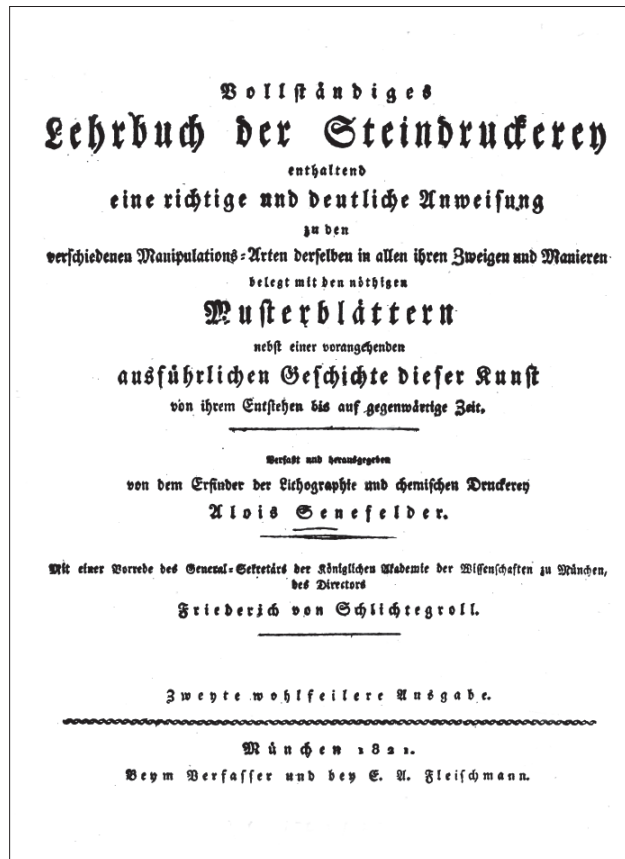 Vollſtändiges
Lehrbuch der Steindruckerey
enthaltend
eine richtige und deutliche Anweiſung
zu den
verſchiedenen Manipulations-Arten derſelben in allen ihren Zweigen und Manieren
belegt mit den nöthigen
Muſterblättern
nebſt einer vorangehenden
ausführlichen Geſchichte dieſer Kunſt
von ihrem Entſtehen bis auf gegenwärtige Zeit.
Verfaßt und herausgegeben
von dem Erfinder der Lithographie und chemiſchen Druckerey
Alois Senefelder.
Mit einer Vorrede des General-Sekretärs der Königlichen Akademie der Wiſſenſchaften zu München,
des Directors
Friederich von Schlichtegroll.
Zweyte wohlfeilere Ausgabe.
München 1821.
Beym Verfaſſer und bey E. A. Fleiſchmann.